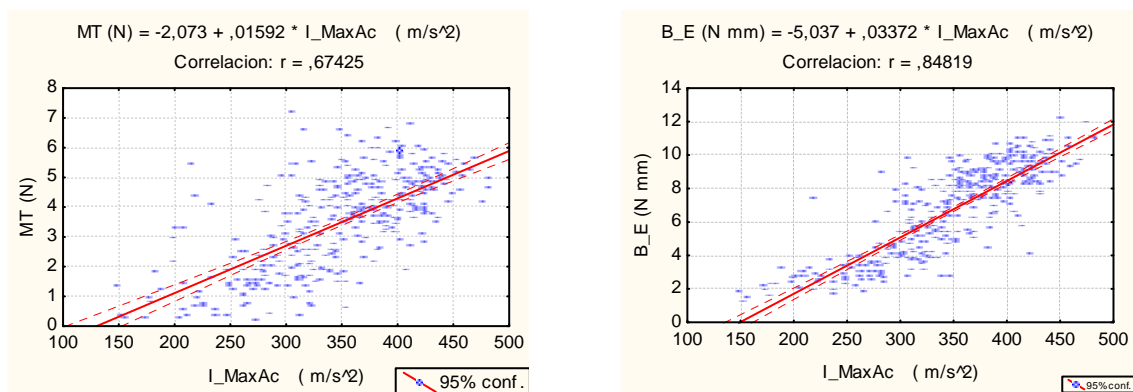 MT (N) = -2,073 + ,01592 * I_MaxAc ( m/s^2)
Correlacion: r = ,67425
MT (N)
8
7
6
5
4
3
2
1
0
100 150 200 250 300 350 400 450 500
I_MaxAc ( m/s^2)
95% conf.
B_E (N mm) = -5,037 + ,03372 * I_MaxAc ( m/s^2)
Correlacion: r = ,84819
B_E (N mm)
14
12
10
8
6
4
2
0
100 150 200 250 300 350 400 450 500
I_MaxAc ( m/s^2)
95% conf.